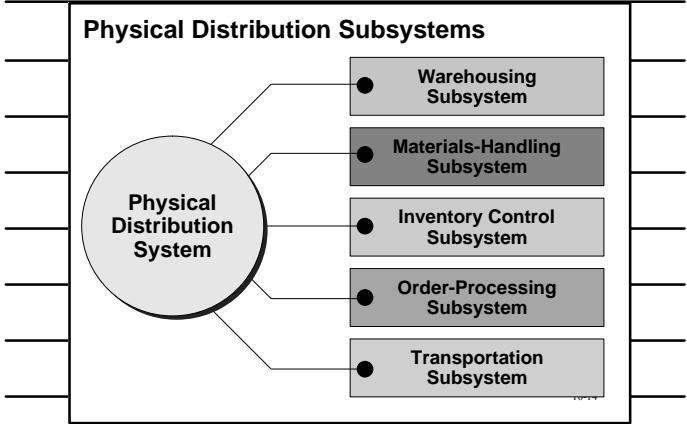 Physical Distribution Subsystems
Warehousing
Subsystem
Materials-Handling
Subsystem
Physical
Distribution
System
Inventory Control
Subsystem
Order-Processing
Subsystem
Transportation
Subsystem